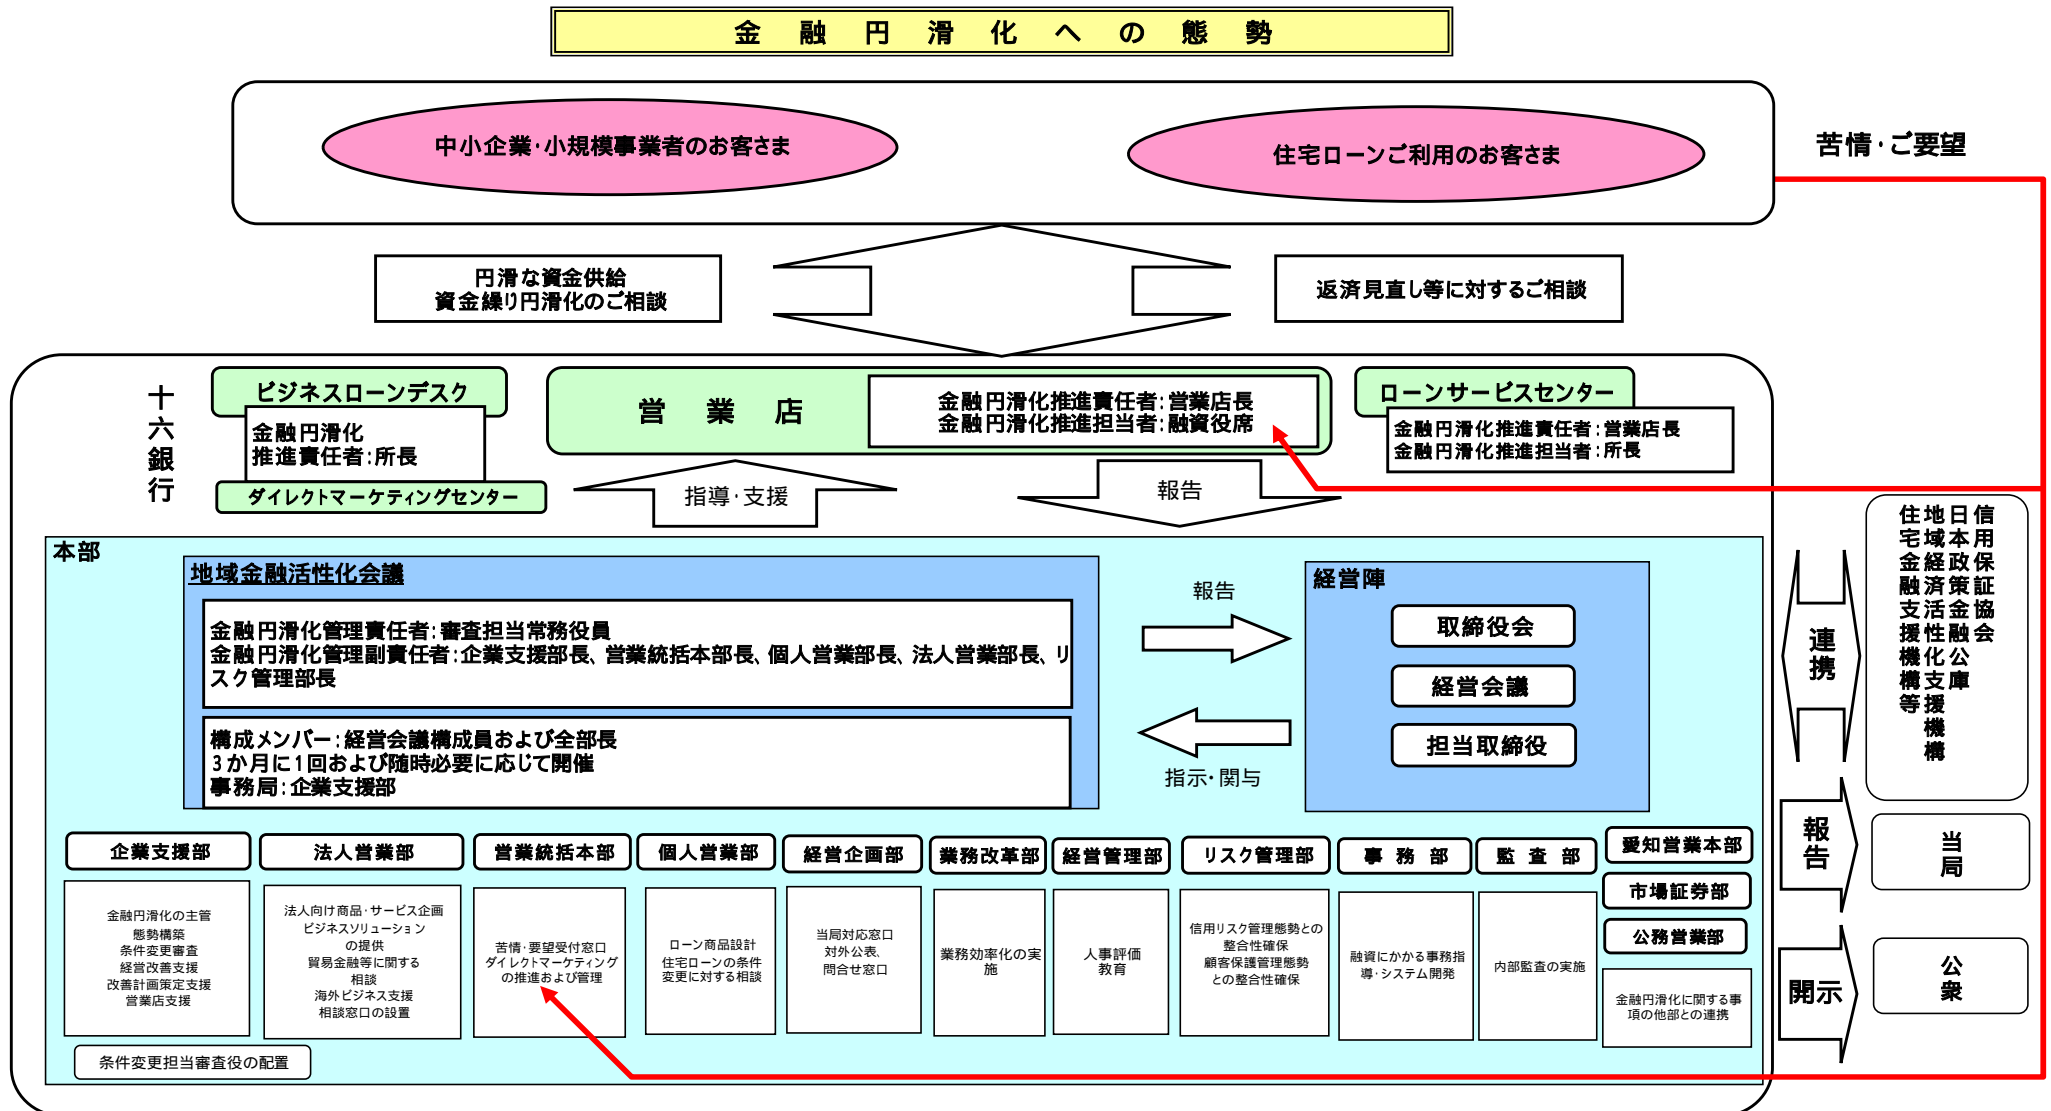 金融円滑化への態勢
中小企業・小規模事業者のお客さま
住宅ローンご利用のお客さま
苦情・ご要望
円滑な資金供給
資金繰り円滑化のご相談
返済見直し等に対するご相談
十六銀行
ビジネスローンデスク
金融円滑化
推進責任者:所長
ダイレクトマーケティングセンター
営業店
金融円滑化推進責任者:営業店長
金融円滑化推進担当者:融資役席
ローンサービスセンター
金融円滑化推進責任者:営業店長
金融円滑化推進担当者:所長
指導・支援
報告
本部
地域金融活性化会議
金融円滑化管理責任者:審査担当常務役員
金融円滑化管理副責任者:企業支援部長、営業統括本部長、個人営業部長、法人営業部長、リ
スク管理部長
構成メンバー:経営会議構成員および全部長
3か月に1回および随時必要に応じて開催
事務局:企業支援部
報告
指示・関与
経営陣
取締役会
経営会議
担当取締役
連携
信用保証協会
日本政策金融公庫
地域経済活性化支援機構
住宅金融支援機構等
報告
当局
開示
公衆
企業支援部
金融円滑化の主管
態勢構築
条件変更審査
経営改善支援
改善計画策定支援
営業店支援
条件変更担当審査役の配置
法人営業部
法人向け商品・サービス企画
ビジネスソリューション
の提供
貿易金融等に関する
相談
海外ビジネス支援
相談窓口の設置
営業統括本部
苦情・要望受付窓口
ダイレクトマーケティング
の推進および管理
個人営業部
ローン商品設計
住宅ローンの条件
変更に対する相談
経営企画部
当局対応窓口
対外公表、
問合せ窓口
業務改革部
業務効率化の実
施
経営管理部
人事評価
教育
リスク管理部
信用リスク管理態勢との
整合性確保
顧客保護管理態勢
との整合性確保
事務部
融資にかかる事務指
導・システム開発
監査部
内部監査の実施
愛知営業本部
市場証券部
公務営業部
金融円滑化に関する事
項の他部との連携